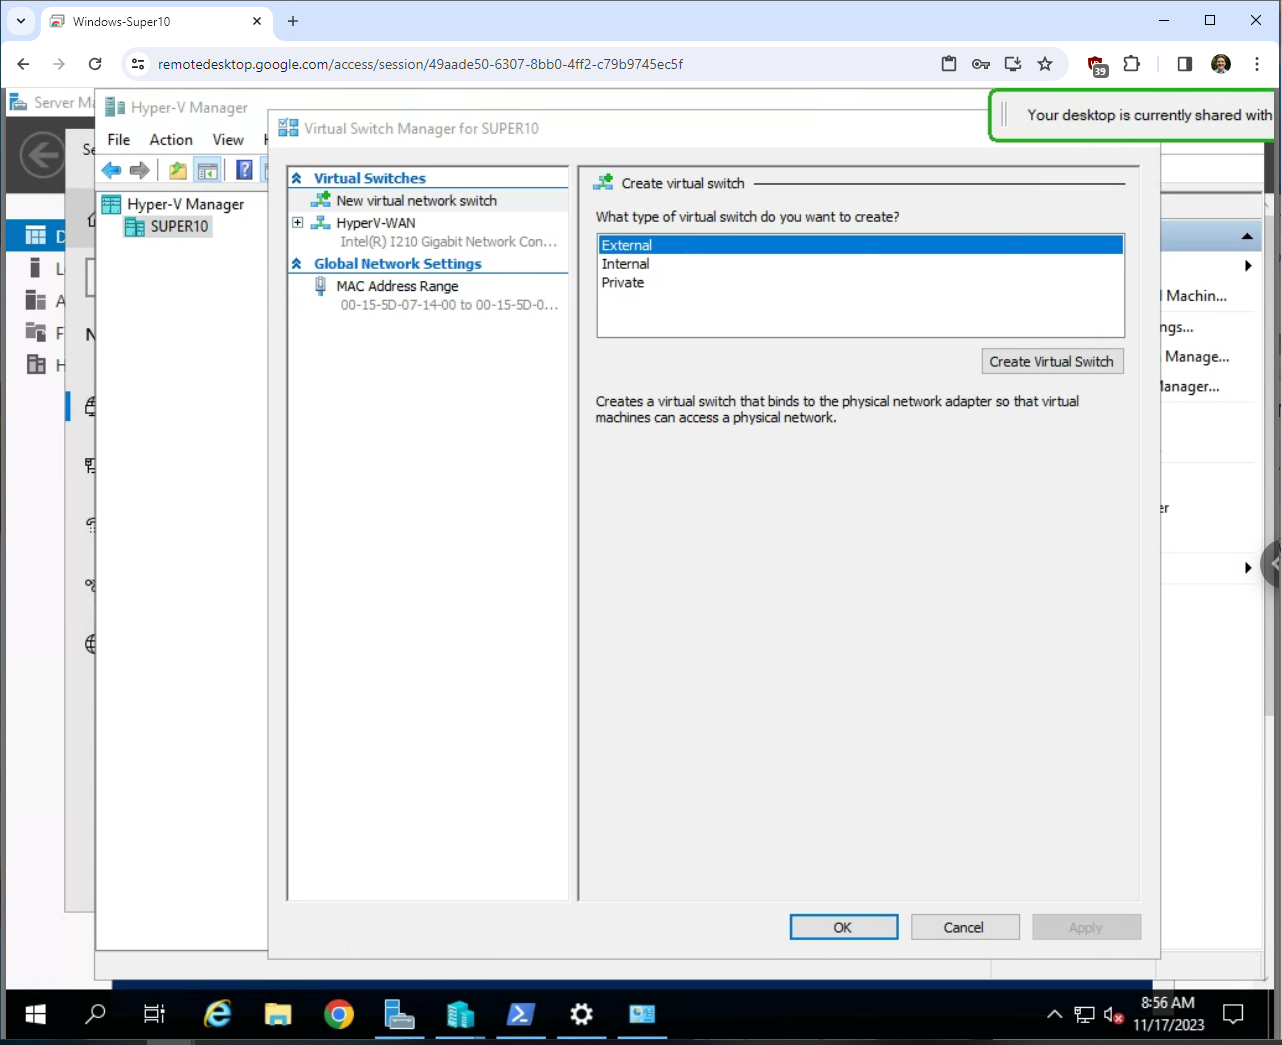 Windows-Super10
remotedesktop.google.com/access/session/49aade50-6307-8bb0-4ff2-c79b9745ec5f
39
Server Ma
Hyper-V Manager
Your desktop is currently shared with
Virtual Switch Manager for SUPER10
File Action View
Se
Virtual Switches
Create virtual switch
Hyper-V Manager
New virtual network switch
SUPER10
HyperV-WAN
What type of virtual switch do you want to create?
Intel(R) I210 Gigabit Network Con...
External
Global Network Settings
Internal
MAC Address Range
Private
00-15-5D-07-14-00 to 00-15-5D-0...
Machin...
ngs...
Manage...
Create Virtual Switch
anager...
Creates a virtual switch that binds to the physical network adapter so that virtual
machines can access a physical network.
er
OK Cancel Apply
8:56 AM
11/17/2023